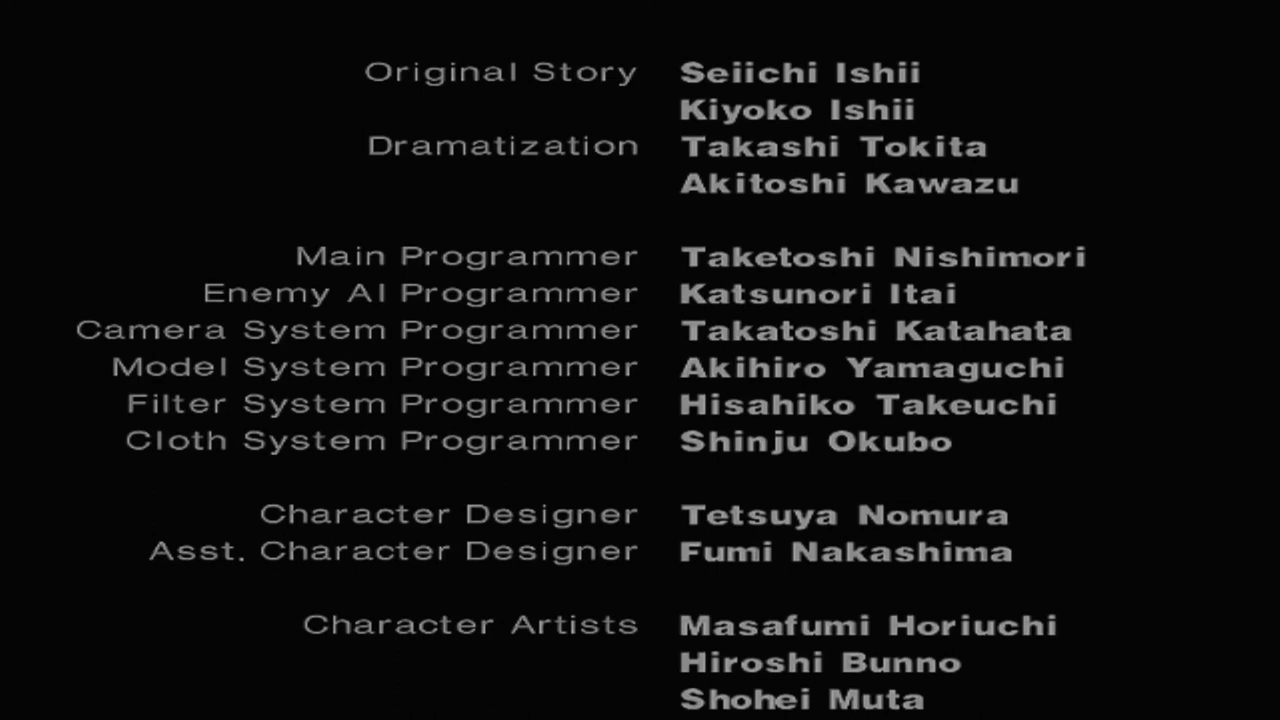 Original Story Seiichi Ishii
Kiyoko Ishii
Dramatization Takashi Tokita
Akitoshi Kawazu
Main Programmer Taketoshi Nishimori
Enemy AI Programmer Katsunori Itai
Camera System Programmer Takatoshi Katahata
Model System Programmer Akihiro Yamaguchi
Filter System Programmer Hisahiko Takeuchi
Cloth System Programmer Shinju Okubo
Character Designer Tetsuya Nomura
Asst. Character Designer Fumi Nakashima
Character Artists Masafumi Horiuchi
Hiroshi Bunno
Shohei Muta